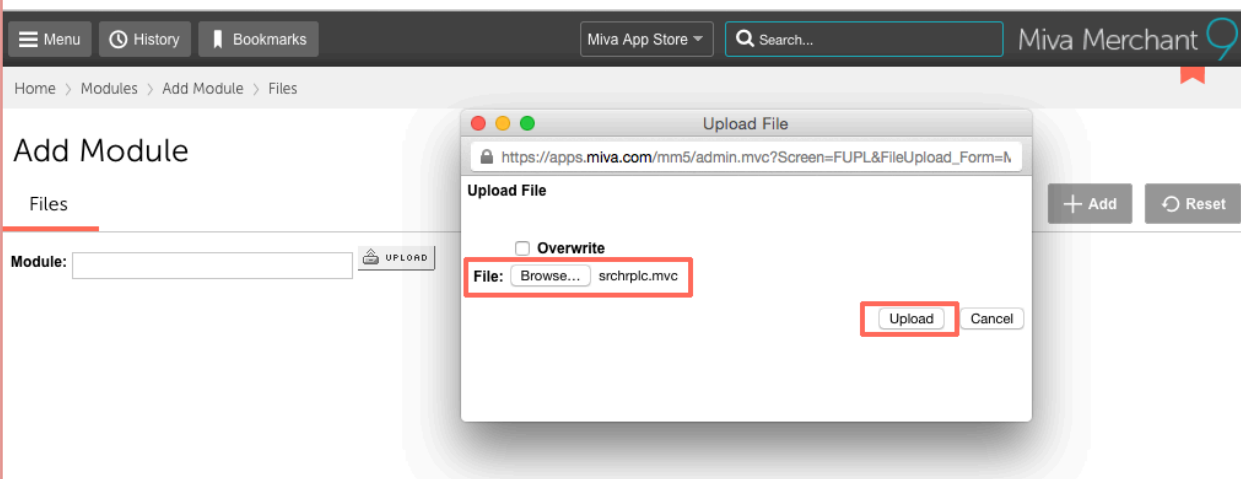 Menu History Bookmarks Miva App Store Search... Miva Merchant 9
Home > Modules > Add Module > Files
Upload File
Add Module
https://apps.miva.com/mm5/admin.mvc?Screen=FUPL&FileUpload_Form=M
Upload File
Files
+ Add Reset
Overwrite
Module: UPLOAD
File: Browse... srchrplc.mvc
Upload Cancel